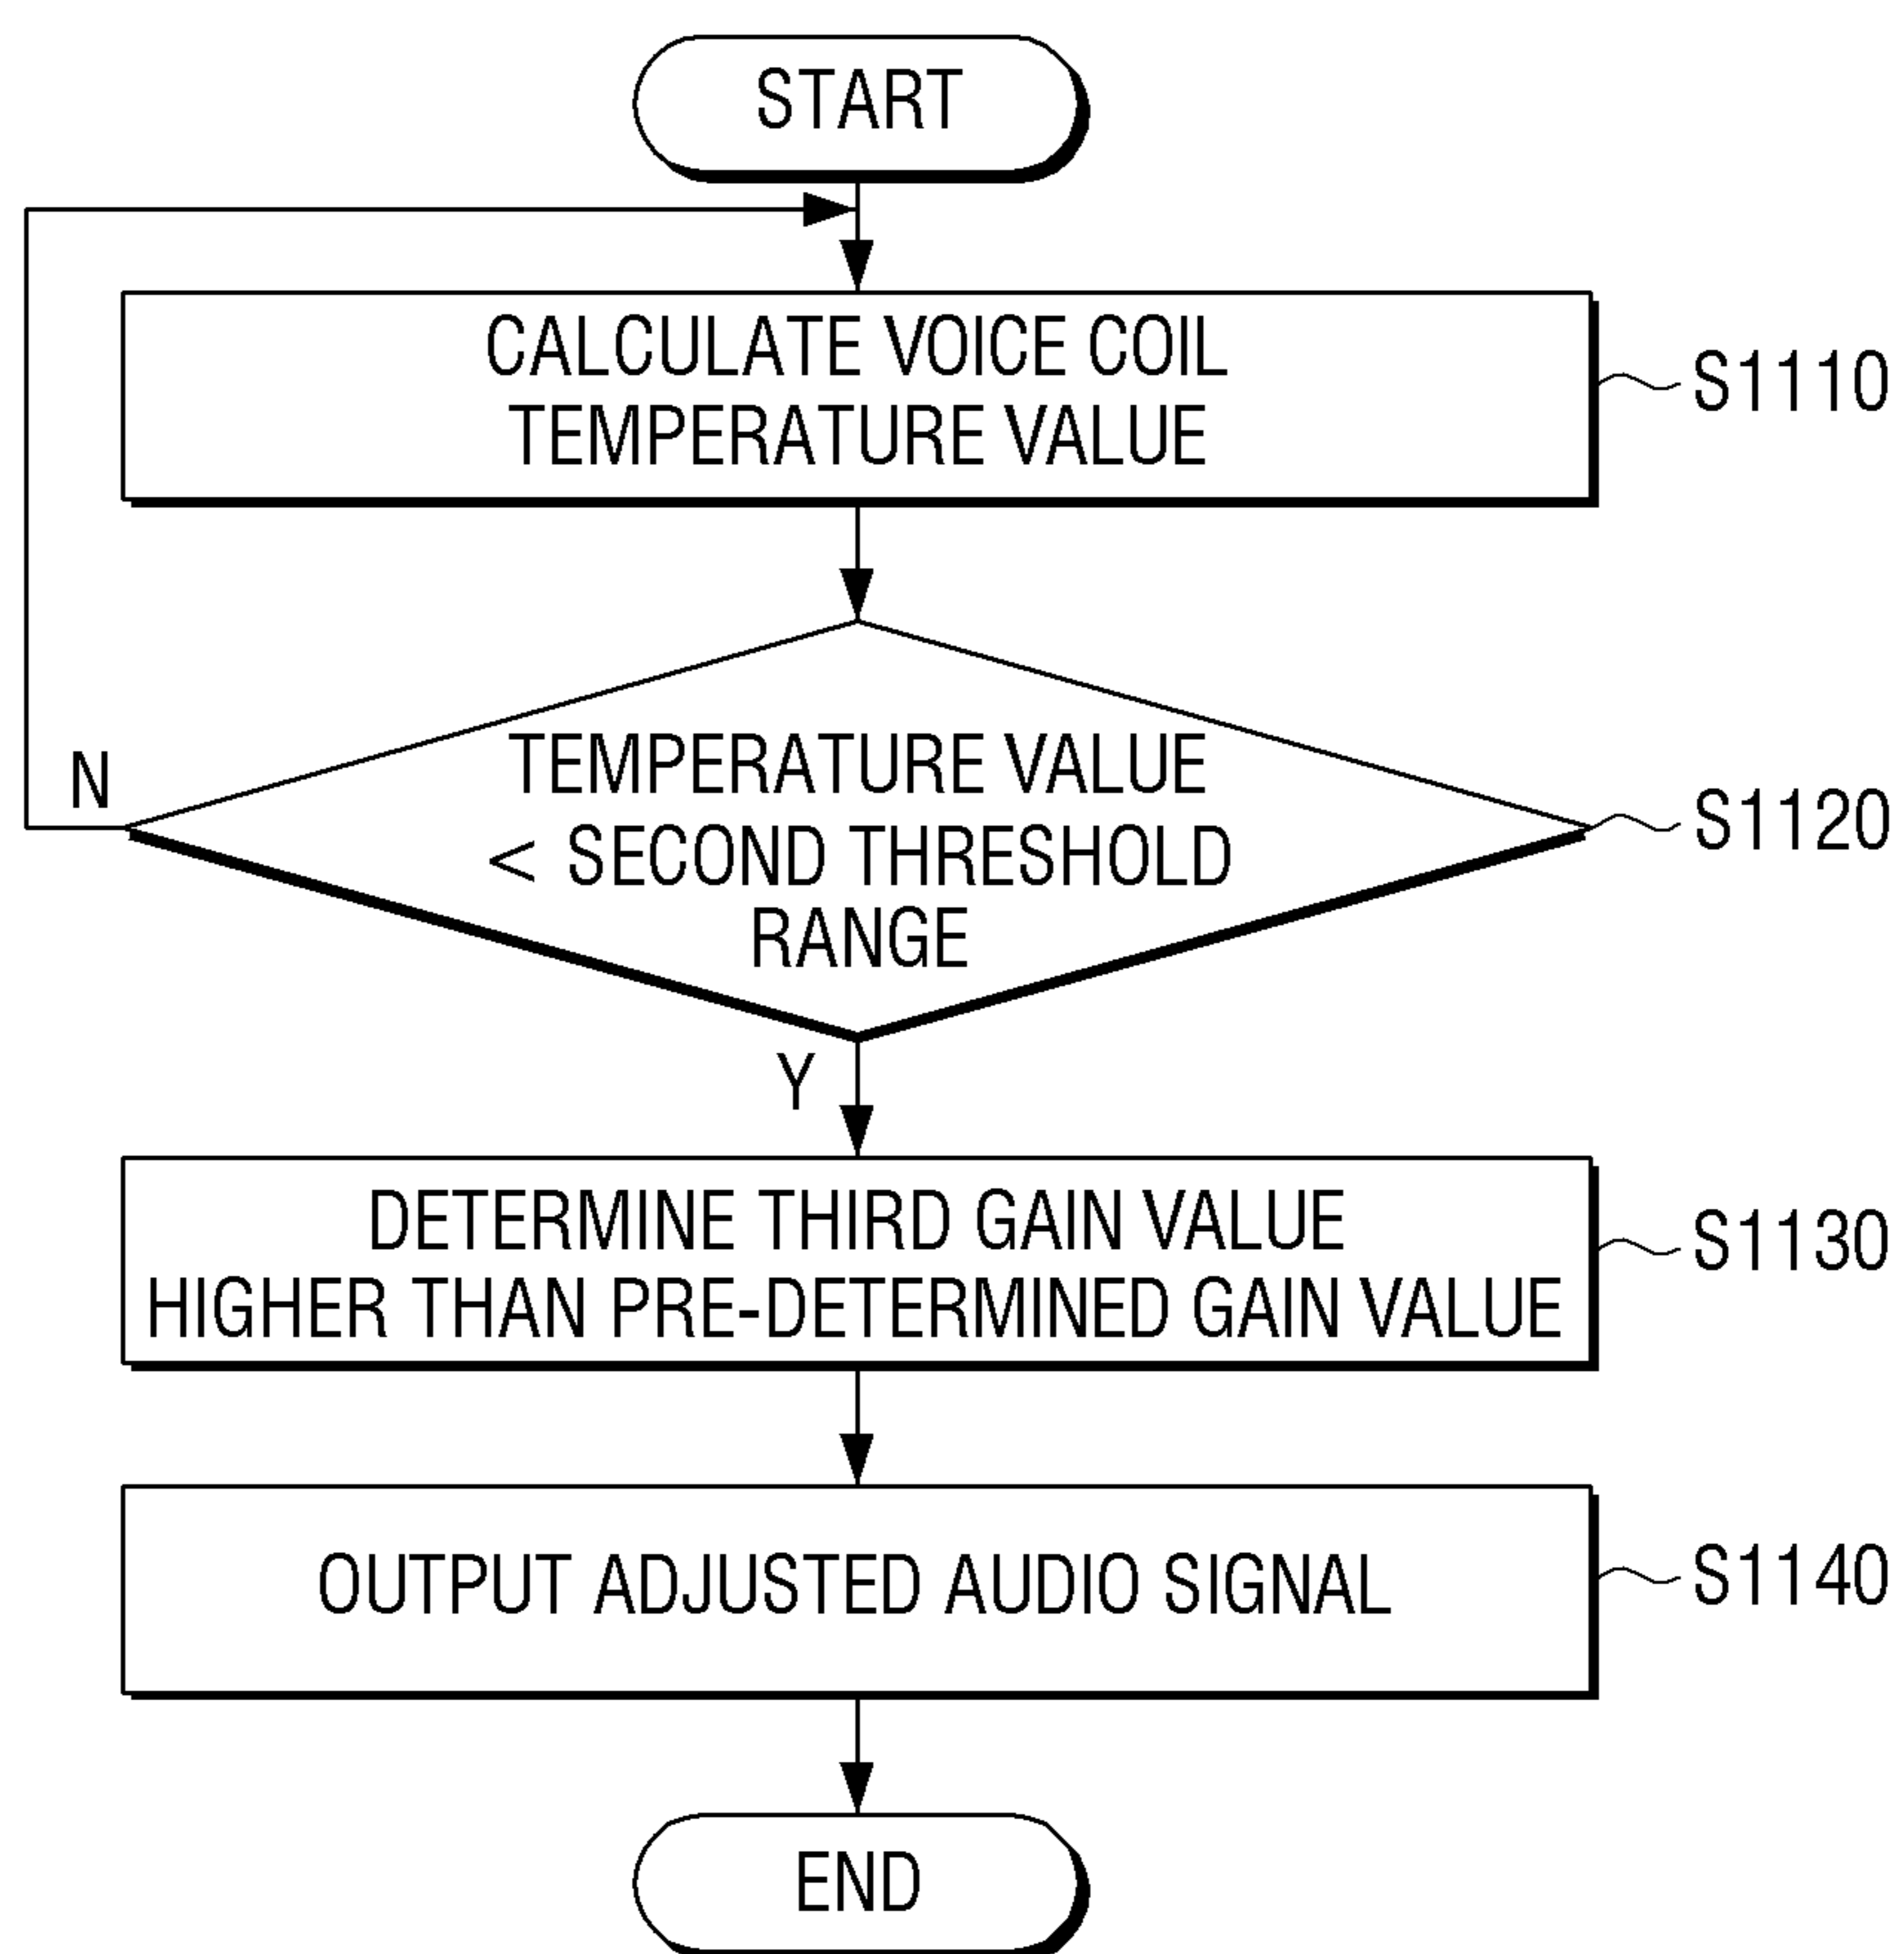 START
CALCULATE VOICE COIL
TEMPERATURE VALUE
S1110
TEMPERATURE VALUE
< SECOND THRESHOLD
RANGE
S1120
N
Y
DETERMINE THIRD GAIN VALUE
HIGHER THAN PRE-DETERMINED GAIN VALUE
S1130
OUTPUT ADJUSTED AUDIO SIGNAL
S1140
END